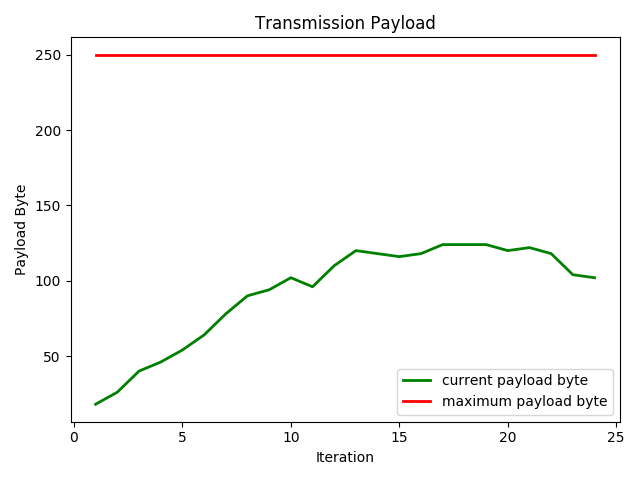 Transmission Payload
250
200
150
100
50
Payload Byte
current payload byte
maximum payload byte
0
5
10
15
20
25
Iteration